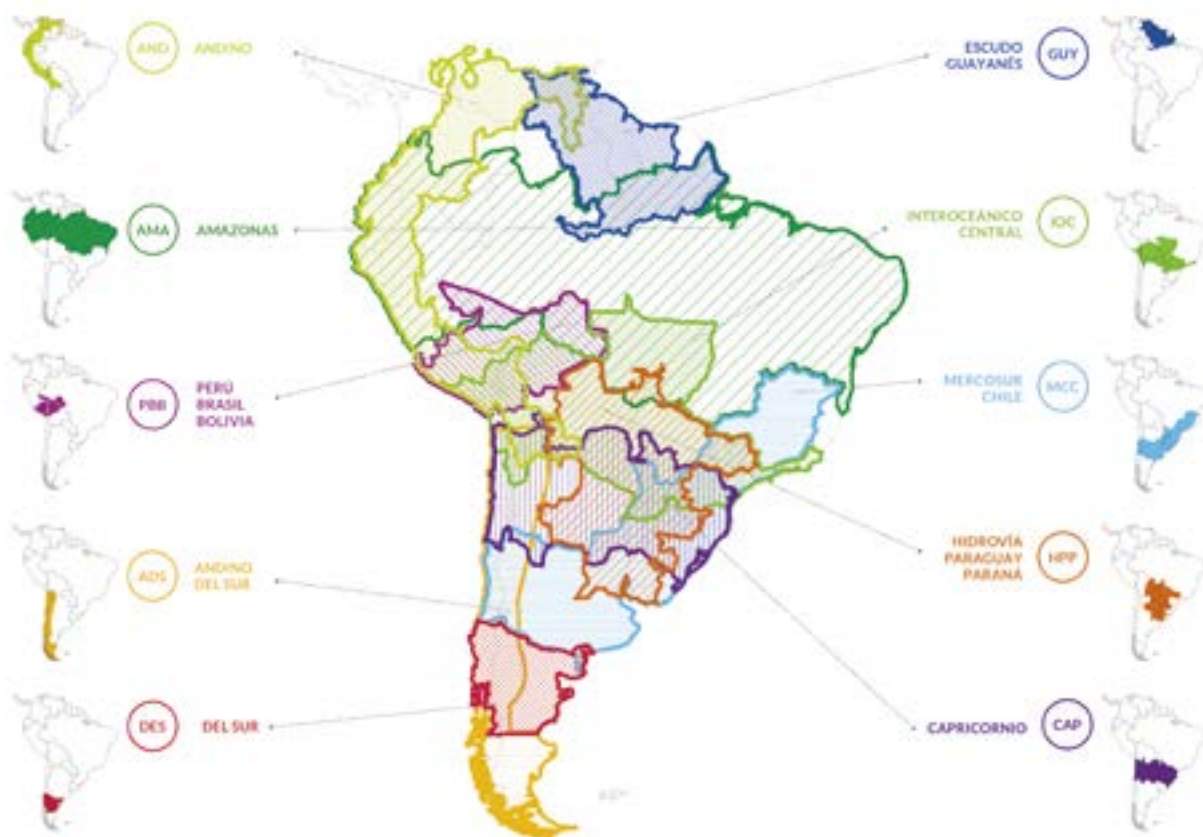 AND
ANDINO
AMA
AMAZONAS
PBB
PERÚ
BRASIL
BOLIVIA
ADS
ANDINO
DEL SUR
DES
DEL SUR
ESCUDO
GUAYANÉS
GUY
INTEROCEÁNICO
CENTRAL
IOC
MERCOSUR
CHILE
MCC
HIDROVÍA
PARAGUAY
PARANÁ
HPP
CAPRICORNIO
CAP